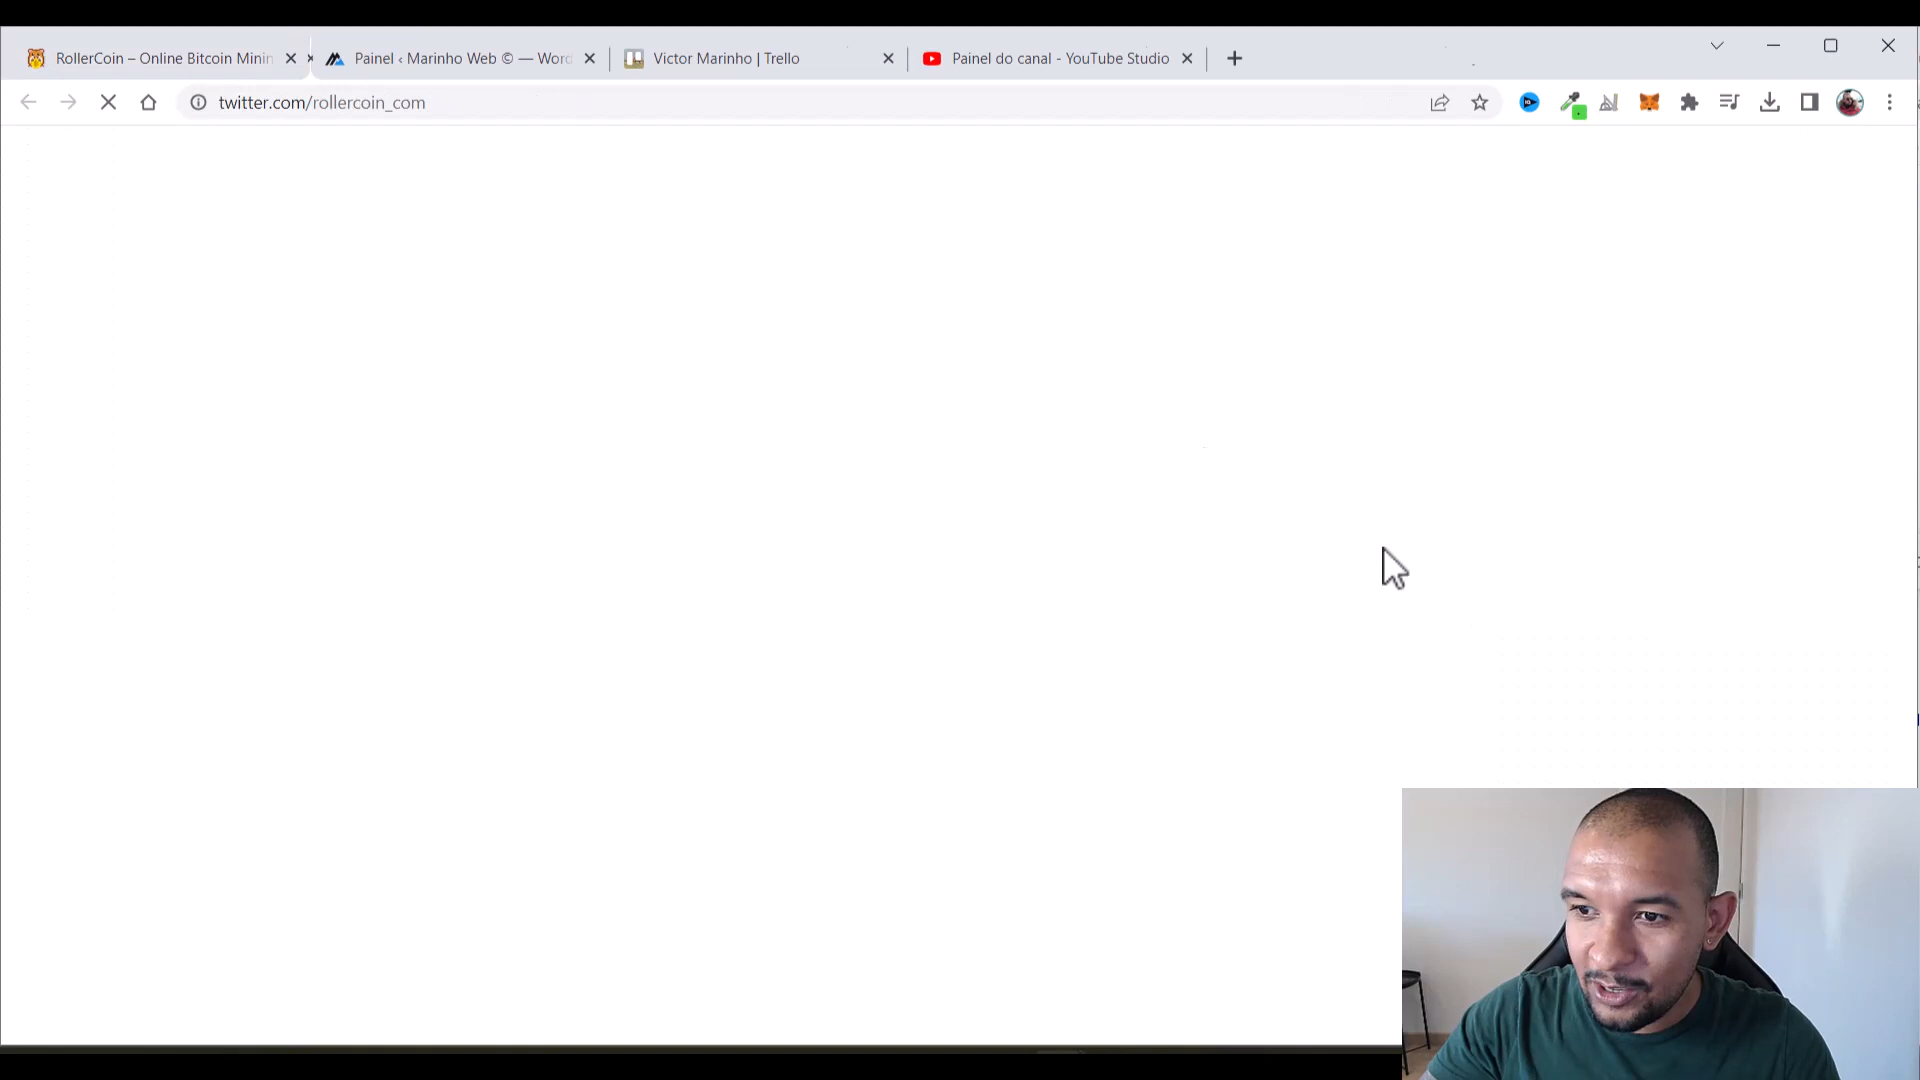 RollerCoin – Online Bitcoin Minin
Painel ‹ Marinho Web © — Word
Victor Marinho | Trello
Painel do canal - YouTube Studio
twitter.com/rollercoin_com